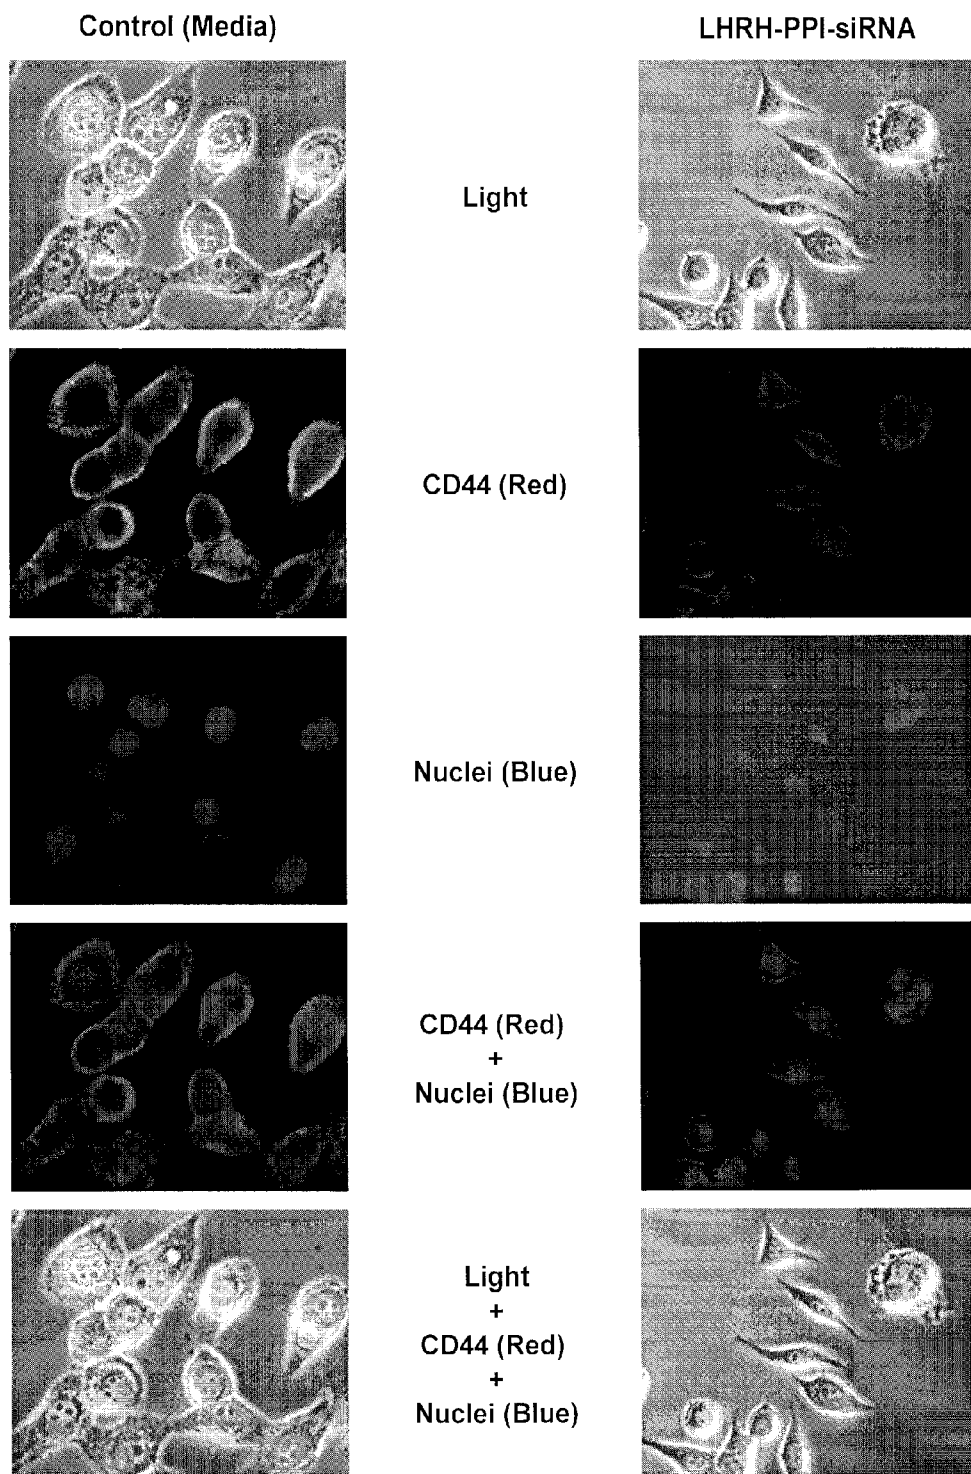 Control (Media)
LHRH-PPI-siRNA
Light
CD44 (Red)
Nuclei (Blue)
CD44 (Red)
+
Nuclei (Blue)
Light
+
CD44 (Red)
+
Nuclei (Blue)